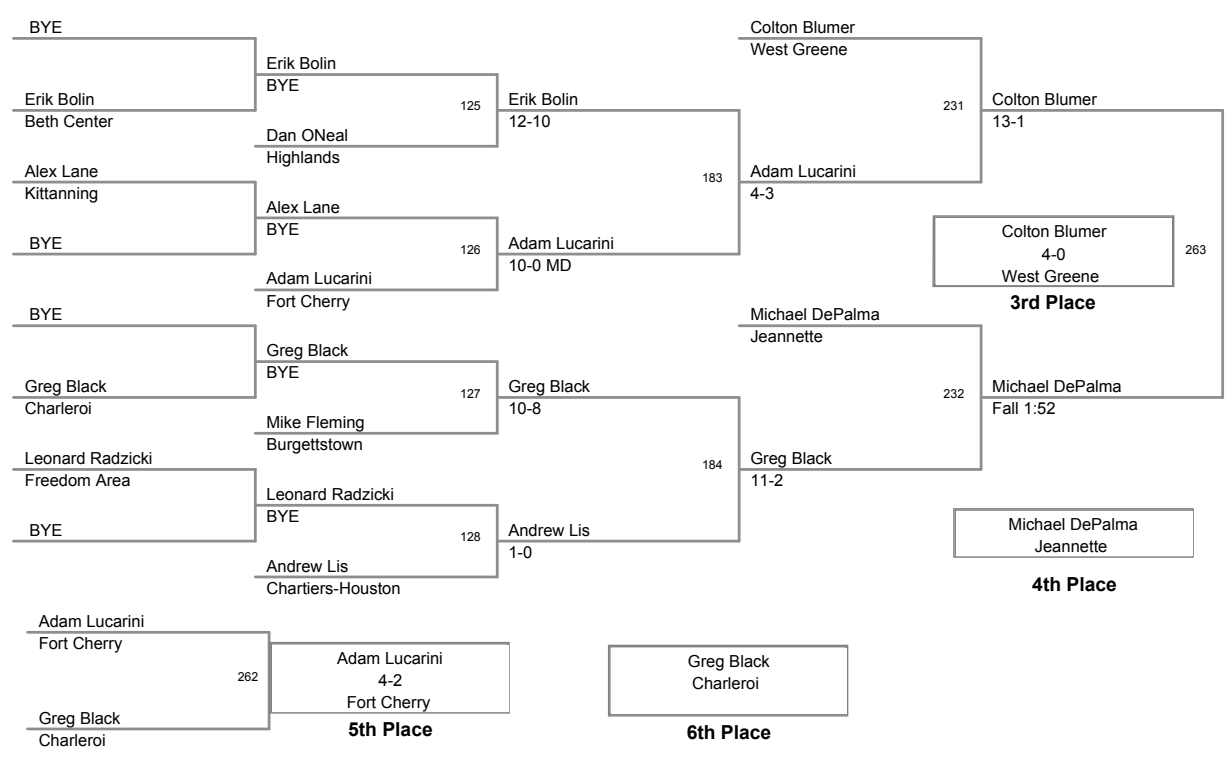 BYE
Erik Bolin
Beth Center
Erik Bolin
BYE
125
Dan ONeal
Highlands
Erik Bolin
12-10
Alex Lane
Kittanning
BYE
Alex Lane
BYE
126
Adam Lucarini
Fort Cherry
Adam Lucarini
10-0 MD
183
Colton Blumer
West Greene
Adam Lucarini
4-3
231
Colton Blumer
13-1
Colton Blumer
4-0
West Greene
3rd Place
263
BYE
Greg Black
Charleroi
Greg Black
BYE
127
Mike Fleming
Burgettstown
Greg Black
10-8
Leonard Radzicki
Freedom Area
BYE
Leonard Radzicki
BYE
128
Andrew Lis
Chartiers-Houston
Andrew Lis
1-0
184
Michael DePalma
Jeannette
Greg Black
11-2
232
Michael DePalma
Fall 1:52
Michael DePalma
Jeannette
4th Place
Adam Lucarini
Fort Cherry
262
Greg Black
Charleroi
Adam Lucarini
4-2
Fort Cherry
5th Place
Greg Black
Charleroi
6th Place